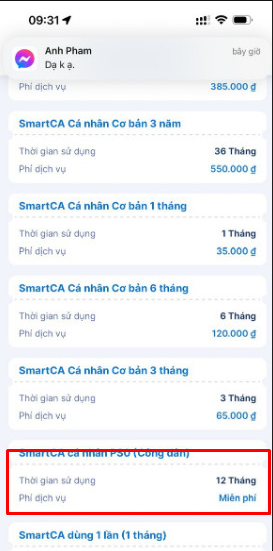 09:31
Anh Pham
bây giờ
Dạ k ạ.
Phí dịch vụ 385.000 ₫
SmartCA Cá nhân Cơ bản 3 năm
Thời gian sử dụng 36 Tháng
Phí dịch vụ 550.000 ₫
SmartCA Cá nhân Cơ bản 1 tháng
Thời gian sử dụng 1 Tháng
Phí dịch vụ 35.000 ₫
SmartCA Cá nhân Cơ bản 6 tháng
Thời gian sử dụng 6 Tháng
Phí dịch vụ 120.000 ₫
SmartCA Cá nhân Cơ bản 3 tháng
Thời gian sử dụng 3 Tháng
Phí dịch vụ 65.000 ₫
SmartCA cá nhân PS0 (Công dân)
Thời gian sử dụng 12 Tháng
Phí dịch vụ Miễn phí
SmartCA dùng 1 lần (1 tháng)